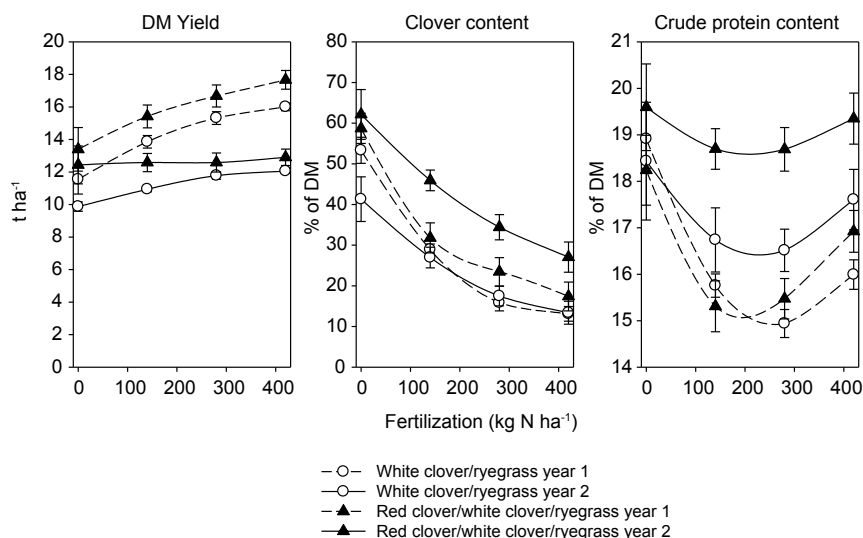 DM Yield
Clover content
Crude protein content
20
18
16
14
12
10
8
6
4
2
0
t ha⁻¹
0 100 200 300 400
80
70
60
50
40
30
20
10
0
% of DM
0 100 200 300 400
21
20
19
18
17
16
15
14
% of DM
0 100 200 300 400
Fertilization (kg N ha⁻¹)
White clover/ryegrass year 1
White clover/ryegrass year 2
Red clover/white clover/ryegrass year 1
Red clover/white clover/ryegrass year 2